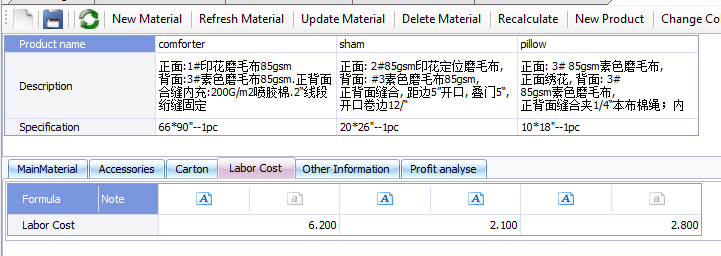 New Material Refresh Material Update Material Delete Material Recalculate New Product Change Co
Product name comforter sham pillow
Description
正面:1#印花磨毛布85gsm
背面:3#素色磨毛布85gsm.正背面
合缝内充:200G/m2喷胶棉.2"线段
绗缝固定
正面: 2#85gsm印花定位磨毛布,
背面: #3素色磨毛布85gsm,
正背面缝合, 距边5"开口, 叠门5",
开口卷边12/"
正面: 3# 85gsm素色磨毛布,
正面绣花, 背面: 3#
85gsm素色磨毛布,
正背面缝合夹1/4"本布棉绳; 内
Specification 66*90"--1pc 20*26"--1pc 10*18"--1pc
MainMaterial Accessories Carton Labor Cost Other Information Profit analyse
Formula Note A a A A A a
Labor Cost 6.200 2.100 2.800